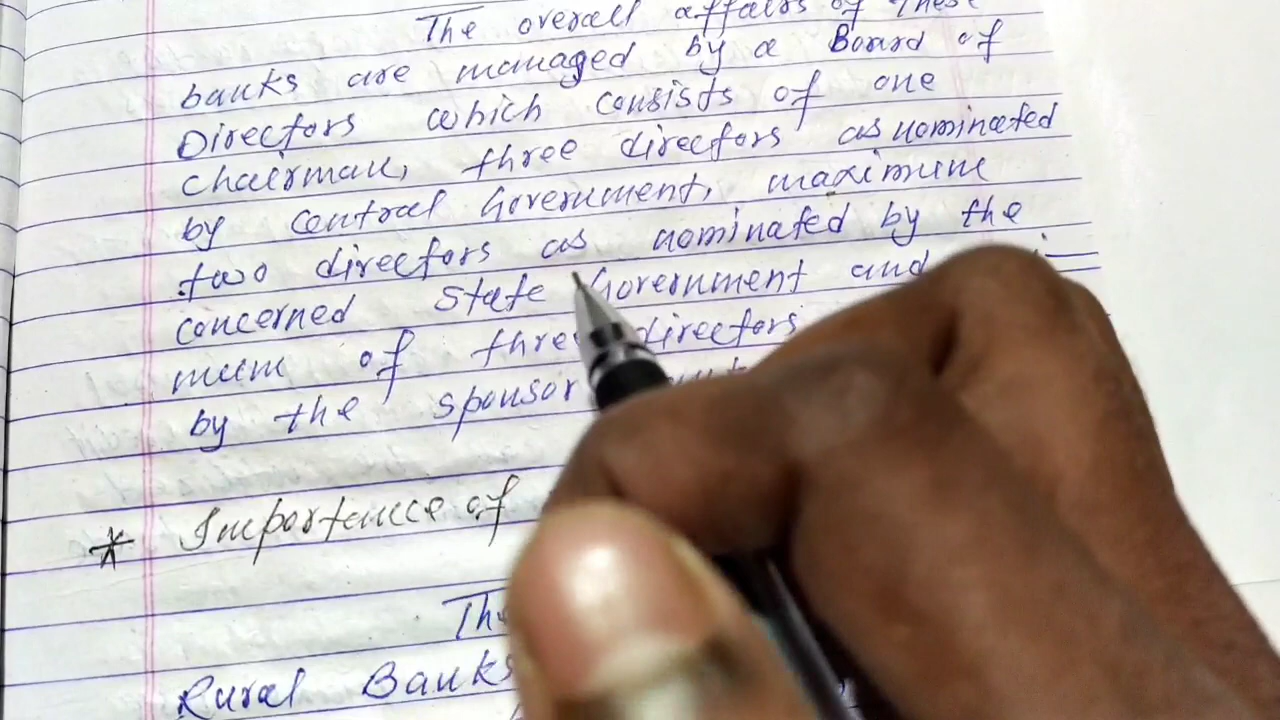 The overall affairs of these
banks are managed by a Board of
Directors which consists of one
Chairman, three directors as nominated
by Central Government, maximum
two directors as nominated by the
concerned State Government and
mum of three directors
by the sponsor
* Importance of
The
Rural Banks